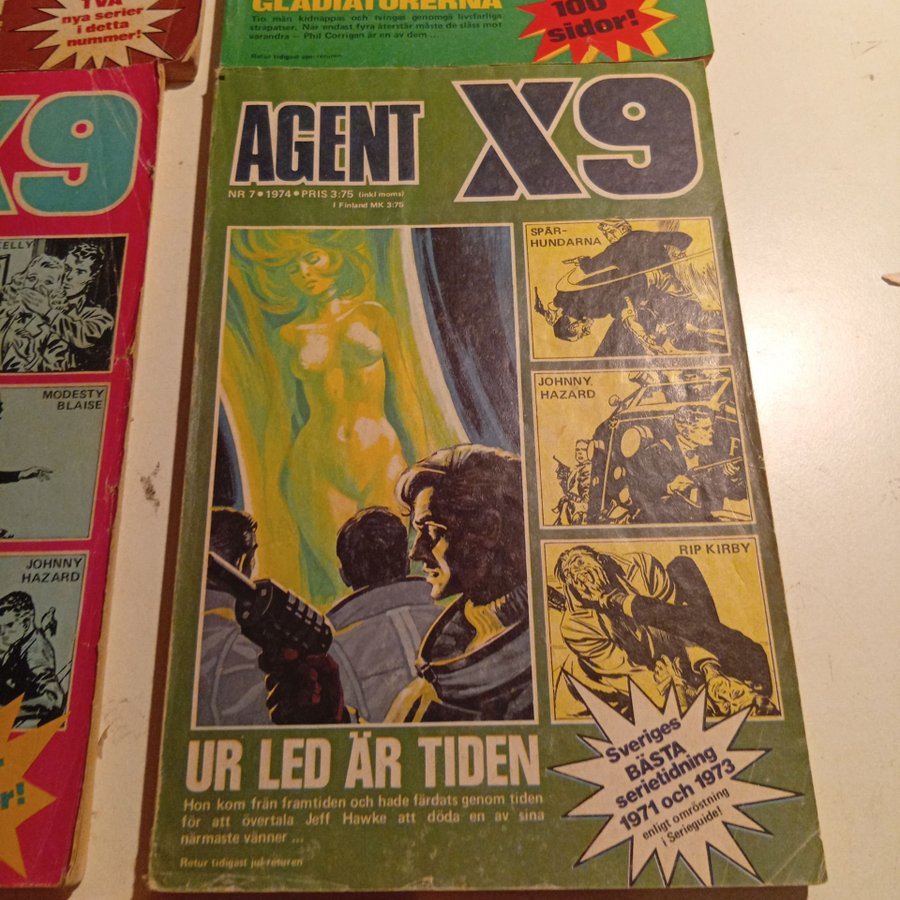 TVÅ
nya serier
i detta
nummer!
GLADIATORERNA
Tio män kidnappas och tvingas genomgå livsfarliga
strapatser. När endast fyra återstår måste de slåss mot
varandra – Phil Corrigan är en av dem ...
Retur tidigast
100
sidor!
X9
KELLY
MODESTY
BLAISE
JOHNNY
HAZARD
r!
AGENT X9
NR 7 • 1974 • PRIS 3:75 (inkl moms)
I Finland MK 3:75
SPÅR-
HUNDARNA
JOHNNY
HAZARD
RIP KIRBY
UR LED ÄR TIDEN
Hon kom från framtiden och hade färdats genom tiden
för att övertala Jeff Hawke att döda en av sina
närmaste vänner ...
Retur tidigast jul-returen
Sveriges
BÄSTA
serietidning
1971 och 1973
enligt omröstning
i Serieguide!